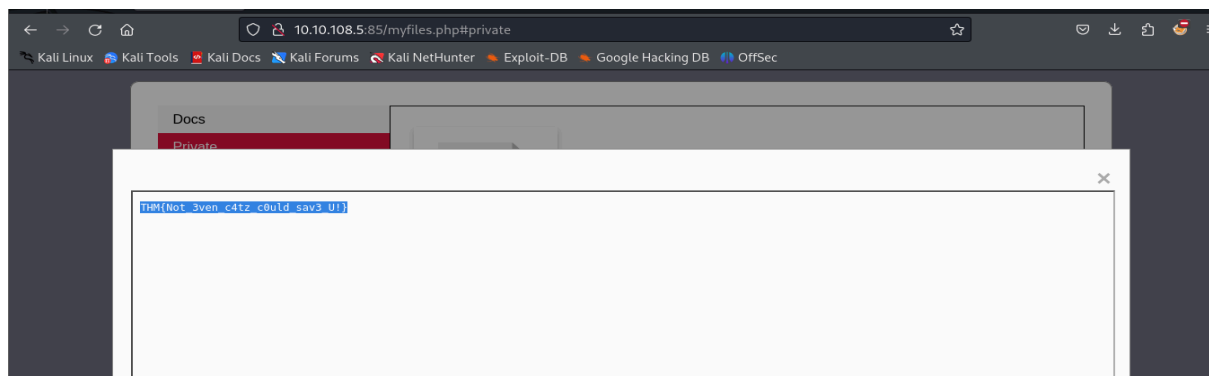 10.10.108.5:85/myfiles.php#private
Kali Linux Kali Tools Kali Docs Kali Forums Kali NetHunter Exploit-DB Google Hacking DB OffSec
Docs
Private
THM{Not_3ven_c4tz_c0uld_sav3_U!}